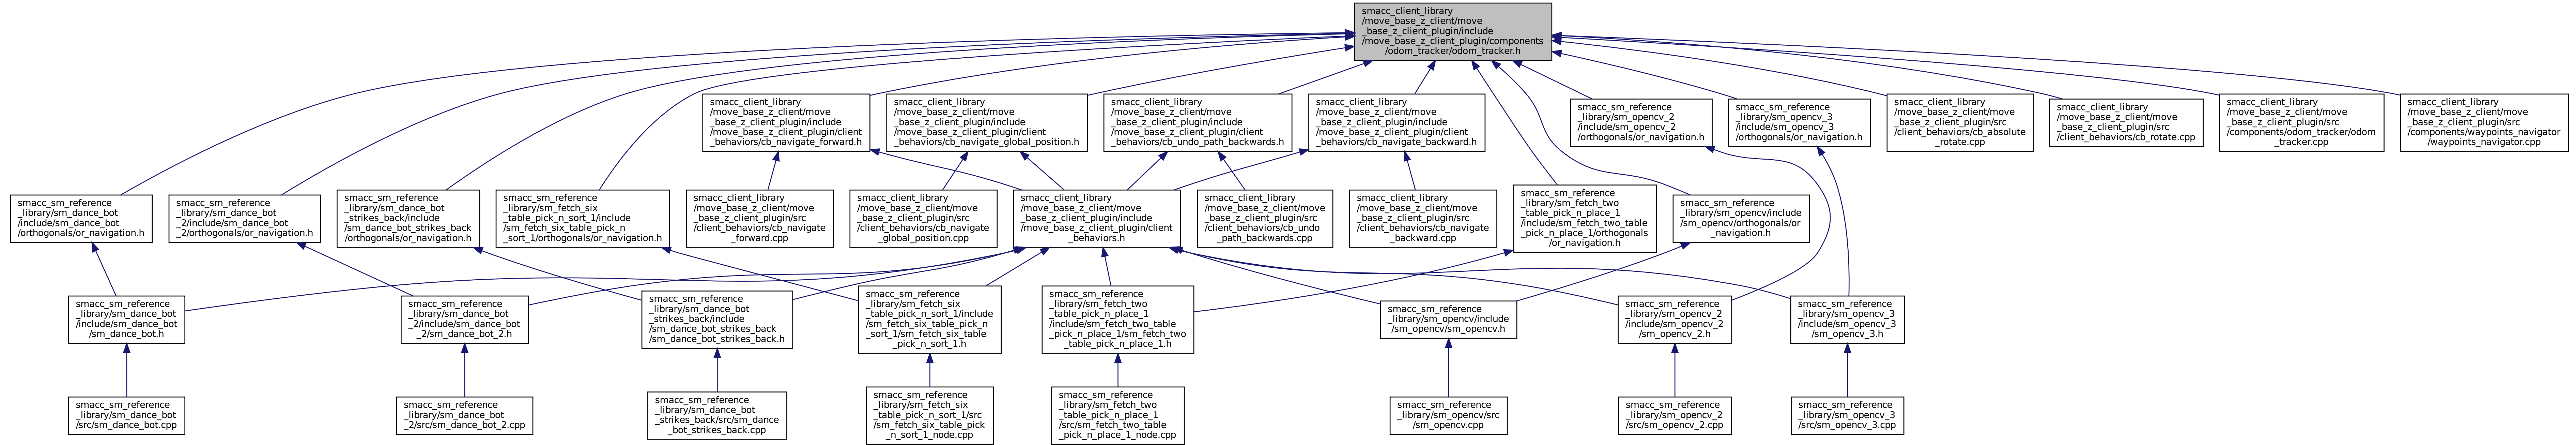 smacc_client_library
/move_base_z_client/move
_base_z_client_plugin/include
/move_base_z_client_plugin/components
/odom_tracker/odom_tracker.h
smacc_client_library
/move_base_z_client/move
_base_z_client_plugin/include
/move_base_z_client_plugin/client
_behaviors/cb_navigate_forward.h
smacc_client_library
/move_base_z_client/move
_base_z_client_plugin/include
/move_base_z_client_plugin/client
_behaviors/cb_navigate_global_position.h
smacc_client_library
/move_base_z_client/move
_base_z_client_plugin/include
/move_base_z_client_plugin/client
_behaviors/cb_undo_path_backwards.h
smacc_client_library
/move_base_z_client/move
_base_z_client_plugin/include
/move_base_z_client_plugin/client
_behaviors/cb_navigate_backward.h
smacc_sm_reference
_library/sm_opencv_2
/include/sm_opencv_2
/orthogonals/or_navigation.h
smacc_sm_reference
_library/sm_opencv_3
/include/sm_opencv_3
/orthogonals/or_navigation.h
smacc_client_library
/move_base_z_client/move
_base_z_client_plugin/src
/client_behaviors/cb_absolute
_rotate.cpp
smacc_client_library
/move_base_z_client/move
_base_z_client_plugin/src
/client_behaviors/cb_rotate.cpp
smacc_client_library
/move_base_z_client/move
_base_z_client_plugin/src
/components/odom_tracker/odom
_tracker.cpp
smacc_client_library
/move_base_z_client/move
_base_z_client_plugin/src
/components/waypoints_navigator
/waypoints_navigator.cpp
smacc_sm_reference
_library/sm_dance_bot
/include/sm_dance_bot
/orthogonals/or_navigation.h
smacc_sm_reference
_library/sm_dance_bot
_2/include/sm_dance_bot
_2/orthogonals/or_navigation.h
smacc_sm_reference
_library/sm_dance_bot
_strikes_back/include
/sm_dance_bot_strikes_back
/orthogonals/or_navigation.h
smacc_sm_reference
_library/sm_fetch_six
_table_pick_n_sort_1/include
/sm_fetch_six_table_pick_n
_sort_1/orthogonals/or_navigation.h
smacc_client_library
/move_base_z_client/move
_base_z_client_plugin/src
/client_behaviors/cb_navigate
_forward.cpp
smacc_client_library
/move_base_z_client/move
_base_z_client_plugin/src
/client_behaviors/cb_navigate
_global_position.cpp
smacc_client_library
/move_base_z_client/move
_base_z_client_plugin/include
/move_base_z_client_plugin/client
_behaviors.h
smacc_client_library
/move_base_z_client/move
_base_z_client_plugin/src
/client_behaviors/cb_undo
_path_backwards.cpp
smacc_client_library
/move_base_z_client/move
_base_z_client_plugin/src
/client_behaviors/cb_navigate
_backward.cpp
smacc_sm_reference
_library/sm_fetch_two
_table_pick_n_place_1
/include/sm_fetch_two_table
_pick_n_place_1/orthogonals
/or_navigation.h
smacc_sm_reference
_library/sm_opencv/include
/sm_opencv/orthogonals/or
_navigation.h
smacc_sm_reference
_library/sm_dance_bot
/include/sm_dance_bot
/sm_dance_bot.h
smacc_sm_reference
_library/sm_dance_bot
_2/include/sm_dance_bot
_2/sm_dance_bot_2.h
smacc_sm_reference
_library/sm_dance_bot
_strikes_back/include
/sm_dance_bot_strikes_back
/sm_dance_bot_strikes_back.h
smacc_sm_reference
_library/sm_fetch_six
_table_pick_n_sort_1/include
/sm_fetch_six_table_pick_n
_sort_1/sm_fetch_six_table
_pick_n_sort_1.h
smacc_sm_reference
_library/sm_fetch_two
_table_pick_n_place_1
/include/sm_fetch_two_table
_pick_n_place_1/sm_fetch_two
_table_pick_n_place_1.h
smacc_sm_reference
_library/sm_opencv/include
/sm_opencv/sm_opencv.h
smacc_sm_reference
_library/sm_opencv_2
/include/sm_opencv_2
/sm_opencv_2.h
smacc_sm_reference
_library/sm_opencv_3
/include/sm_opencv_3
/sm_opencv_3.h
smacc_sm_reference
_library/sm_dance_bot
/src/sm_dance_bot.cpp
smacc_sm_reference
_library/sm_dance_bot
_2/src/sm_dance_bot_2.cpp
smacc_sm_reference
_library/sm_dance_bot
_strikes_back/src/sm_dance
_bot_strikes_back.cpp
smacc_sm_reference
_library/sm_fetch_six
_table_pick_n_sort_1/src
/sm_fetch_six_table_pick
_n_sort_1_node.cpp
smacc_sm_reference
_library/sm_fetch_two
_table_pick_n_place_1
/src/sm_fetch_two_table
_pick_n_place_1_node.cpp
smacc_sm_reference
_library/sm_opencv/src
/sm_opencv.cpp
smacc_sm_reference
_library/sm_opencv_2
/src/sm_opencv_2.cpp
smacc_sm_reference
_library/sm_opencv_3
/src/sm_opencv_3.cpp